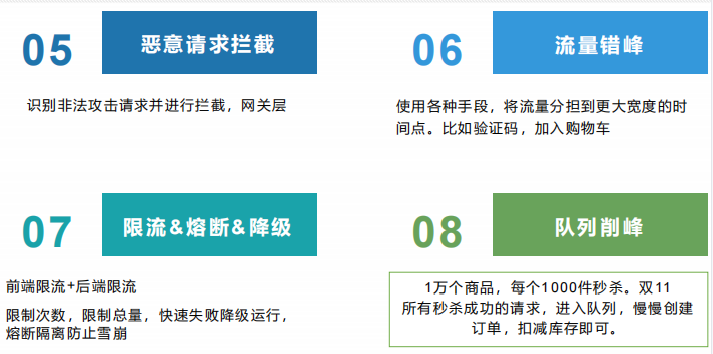 05 恶意请求拦截
识别非法攻击请求并进行拦截，网关层
06 流量错峰
使用各种手段，将流量分担到更大宽度的时
间点。比如验证码，加入购物车
07 限流&熔断&降级
前端限流+后端限流
限制次数，限制总量，快速失败降级运行，
熔断隔离防止雪崩
08 队列削峰
1万个商品，每个1000件秒杀。双11
所有秒杀成功的请求，进入队列，慢慢创建
订单，扣减库存即可。